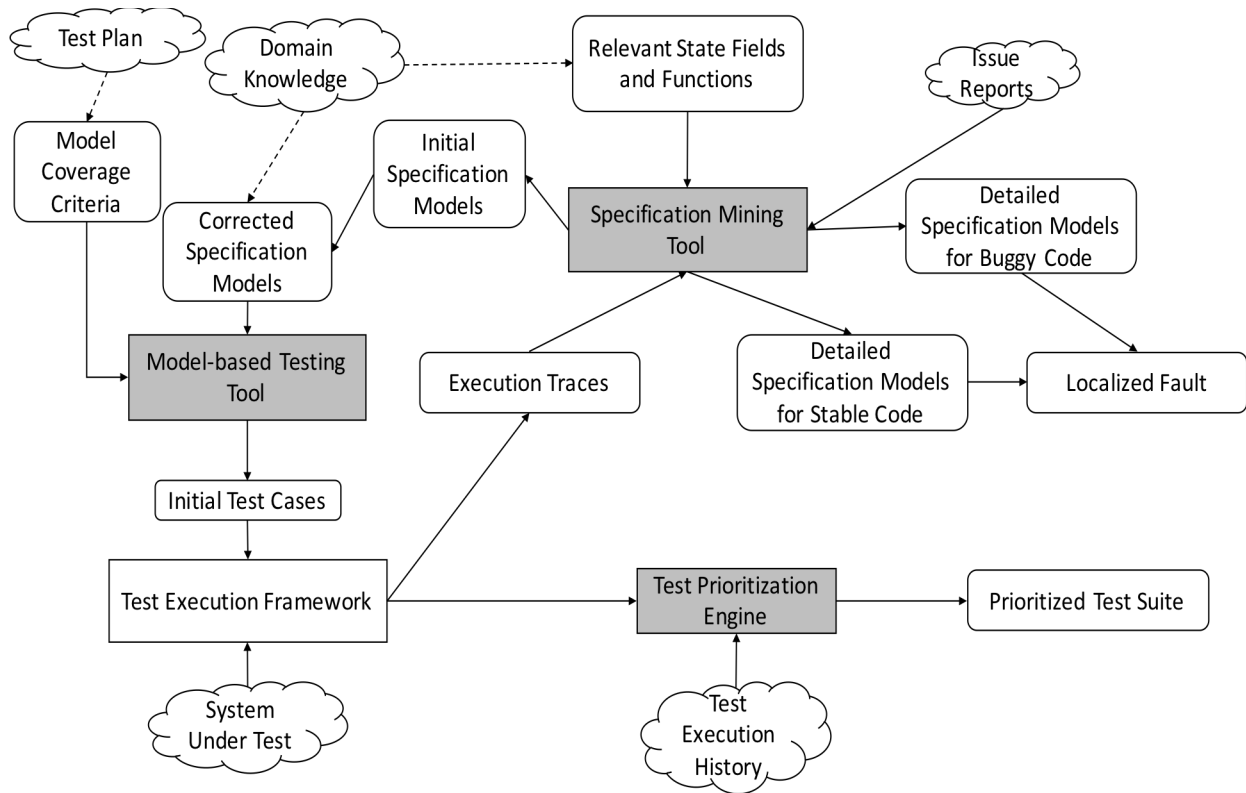 Test Plan
Domain
Knowledge
Relevant State Fields
and Functions
Issue
Reports
Model
Coverage
Criteria
Initial
Specification
Models
Corrected
Specification
Models
Specification Mining
Tool
Detailed
Specification Models
for Buggy Code
Model-based Testing
Tool
Execution Traces
Detailed
Specification Models
for Stable Code
Localized Fault
Initial Test Cases
Test Execution Framework
Test Prioritization
Engine
Prioritized Test Suite
System
Under Test
Test
Execution
History